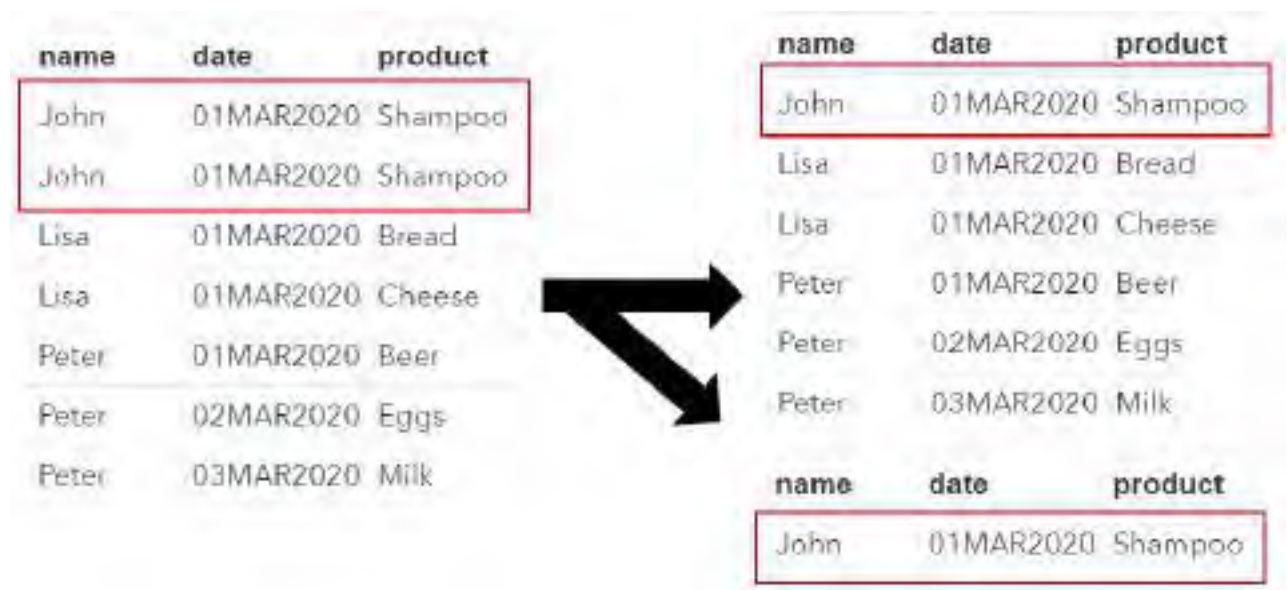 name date product
John 01MAR2020 Shampoo
John 01MAR2020 Shampoo
Lisa 01MAR2020 Bread
Lisa 01MAR2020 Cheese
Peter 01MAR2020 Beer
Peter 02MAR2020 Eggs
Peter 03MAR2020 Milk
name date product
John 01MAR2020 Shampoo
Lisa 01MAR2020 Bread
Lisa 01MAR2020 Cheese
Peter 01MAR2020 Beer
Peter 02MAR2020 Eggs
Peter 03MAR2020 Milk
name date product
John 01MAR2020 Shampoo